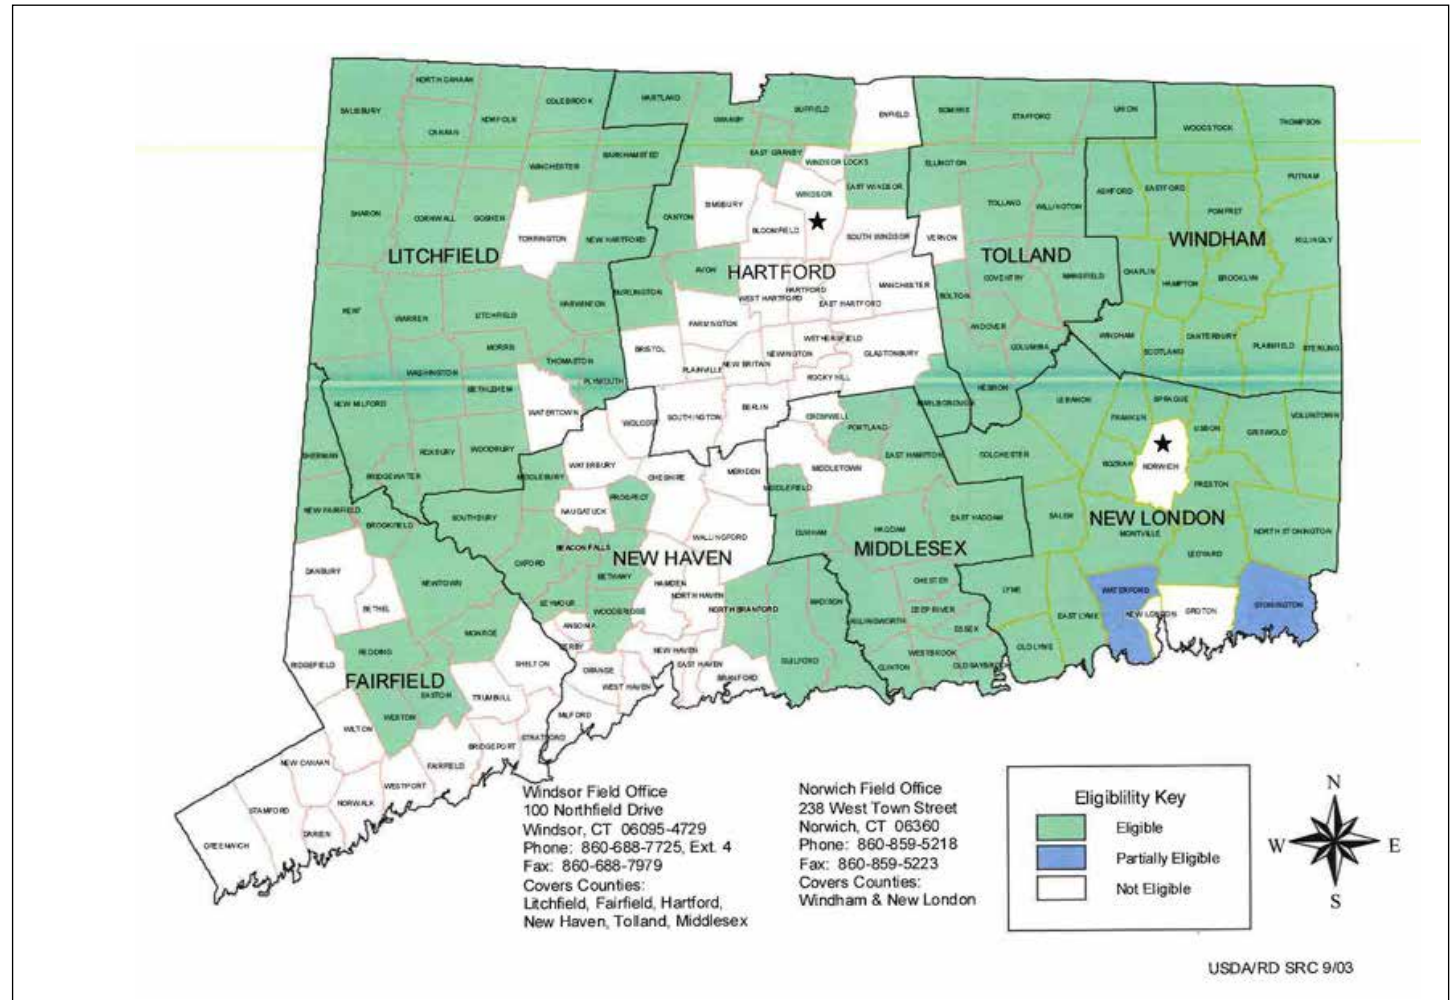 NORTH CANAAN
SALISBURY
CANAAN
NORFOLK
COLEBROOK
HARTLAND
GRANBY
SUFFIELD
ENFIELD
SOMERS
STAFFORD
UNION
WOODSTOCK
THOMPSON
WINCHESTER
BARKHAMSTED
EAST GRANBY
WINDSOR LOCKS
ELLINGTON
EAST WINDSOR
WINDSOR
ASHFORD
EASTFORD
PUTNAM
SHARON
CORNWALL
GOSHEN
TORRINGTON
NEW HARTFORD
CANTON
SIMSBURY
BLOOMFIELD
SOUTH WINDSOR
VERNON
TOLLAND
WILLINGTON
POMFRET
KILLINGLY
LITCHFIELD
HARTFORD
TOLLAND
WINDHAM
AVON
BURLINGTON
HARTFORD
WEST HARTFORD
EAST HARTFORD
MANCHESTER
BOLTON
COVENTRY
MANSFIELD
CHAPLIN
HAMPTON
BROOKLYN
KENT
WARREN
LITCHFIELD
HARWINTON
FARMINGTON
BRISTOL
PLAINVILLE
NEW BRITAIN
NEWINGTON
WETHERSFIELD
ROCKY HILL
GLASTONBURY
ANDOVER
COLUMBIA
HEBRON
WINDHAM
SCOTLAND
CANTERBURY
PLAINFIELD
STERLING
MORRIS
WASHINGTON
BETHLEHEM
THOMASTON
PLYMOUTH
NEW MILFORD
WATERTOWN
WOLCOTT
SOUTHINGTON
BERLIN
CROMWELL
PORTLAND
MARLBOROUGH
LEBANON
FRANKLIN
SPRAGUE
LISBON
GRISWOLD
VOLUNTOWN
SHERMAN
BRIDGEWATER
ROXBURY
WOODBURY
MIDDLEBURY
WATERBURY
CHESHIRE
MERIDEN
MIDDLETOWN
MIDDLEFIELD
EAST HAMPTON
COLCHESTER
BOZRAH
NORWICH
PRESTON
NEW FAIRFIELD
BROOKFIELD
SOUTHBURY
NAUGATUCK
PROSPECT
WALLINGFORD
DURHAM
HADDAM
EAST HADDAM
SALEM
NEW LONDON
MONTVILLE
LEDYARD
NORTH STONINGTON
MIDDLESEX
NEW HAVEN
DANBURY
BETHEL
NEWTOWN
OXFORD
BEACON FALLS
BETHANY
HAMDEN
NORTH HAVEN
SEYMOUR
WOODBRIDGE
ANSONIA
DERBY
NORTH BRANFORD
MADISON
GUILFORD
KILLINGWORTH
CHESTER
DEEP RIVER
ESSEX
WESTBROOK
CLINTON
OLD SAYBROOK
LYME
OLD LYME
EAST LYME
WATERFORD
NEW LONDON
GROTON
STONINGTON
RIDGEFIELD
REDDING
MONROE
SHELTON
FAIRFIELD
EASTON
WESTON
TRUMBULL
ORANGE
WEST HAVEN
NEW HAVEN
EAST HAVEN
BRANFORD
MILFORD
STRATFORD
BRIDGEPORT
FAIRFIELD
WILTON
NEW CANAAN
WESTPORT
NORWALK
STAMFORD
DARIEN
GREENWICH
Windsor Field Office
100 Northfield Drive
Windsor, CT 06095-4729
Phone: 860-688-7725, Ext. 4
Fax: 860-688-7979
Covers Counties:
Litchfield, Fairfield, Hartford,
New Haven, Tolland, Middlesex
Norwich Field Office
238 West Town Street
Norwich, CT 06360
Phone: 860-859-5218
Fax: 860-859-5223
Covers Counties:
Windham & New London
Eligiblility Key
Eligible
Partially Eligible
Not Eligible
N
W
E
S
USDA/RD SRC 9/03